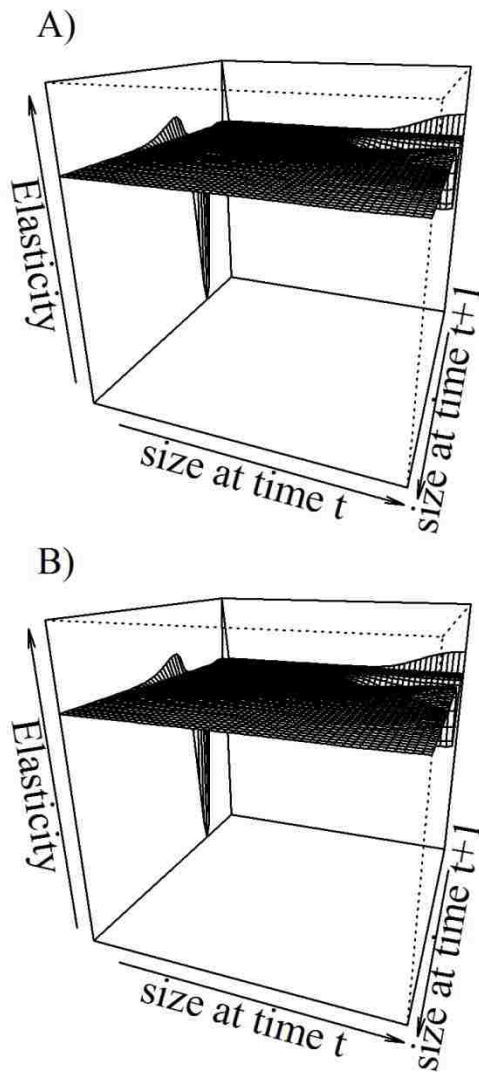 A)
Elasticity
size at time t
size at time t+1
B)
Elasticity
size at time t
size at time t+1